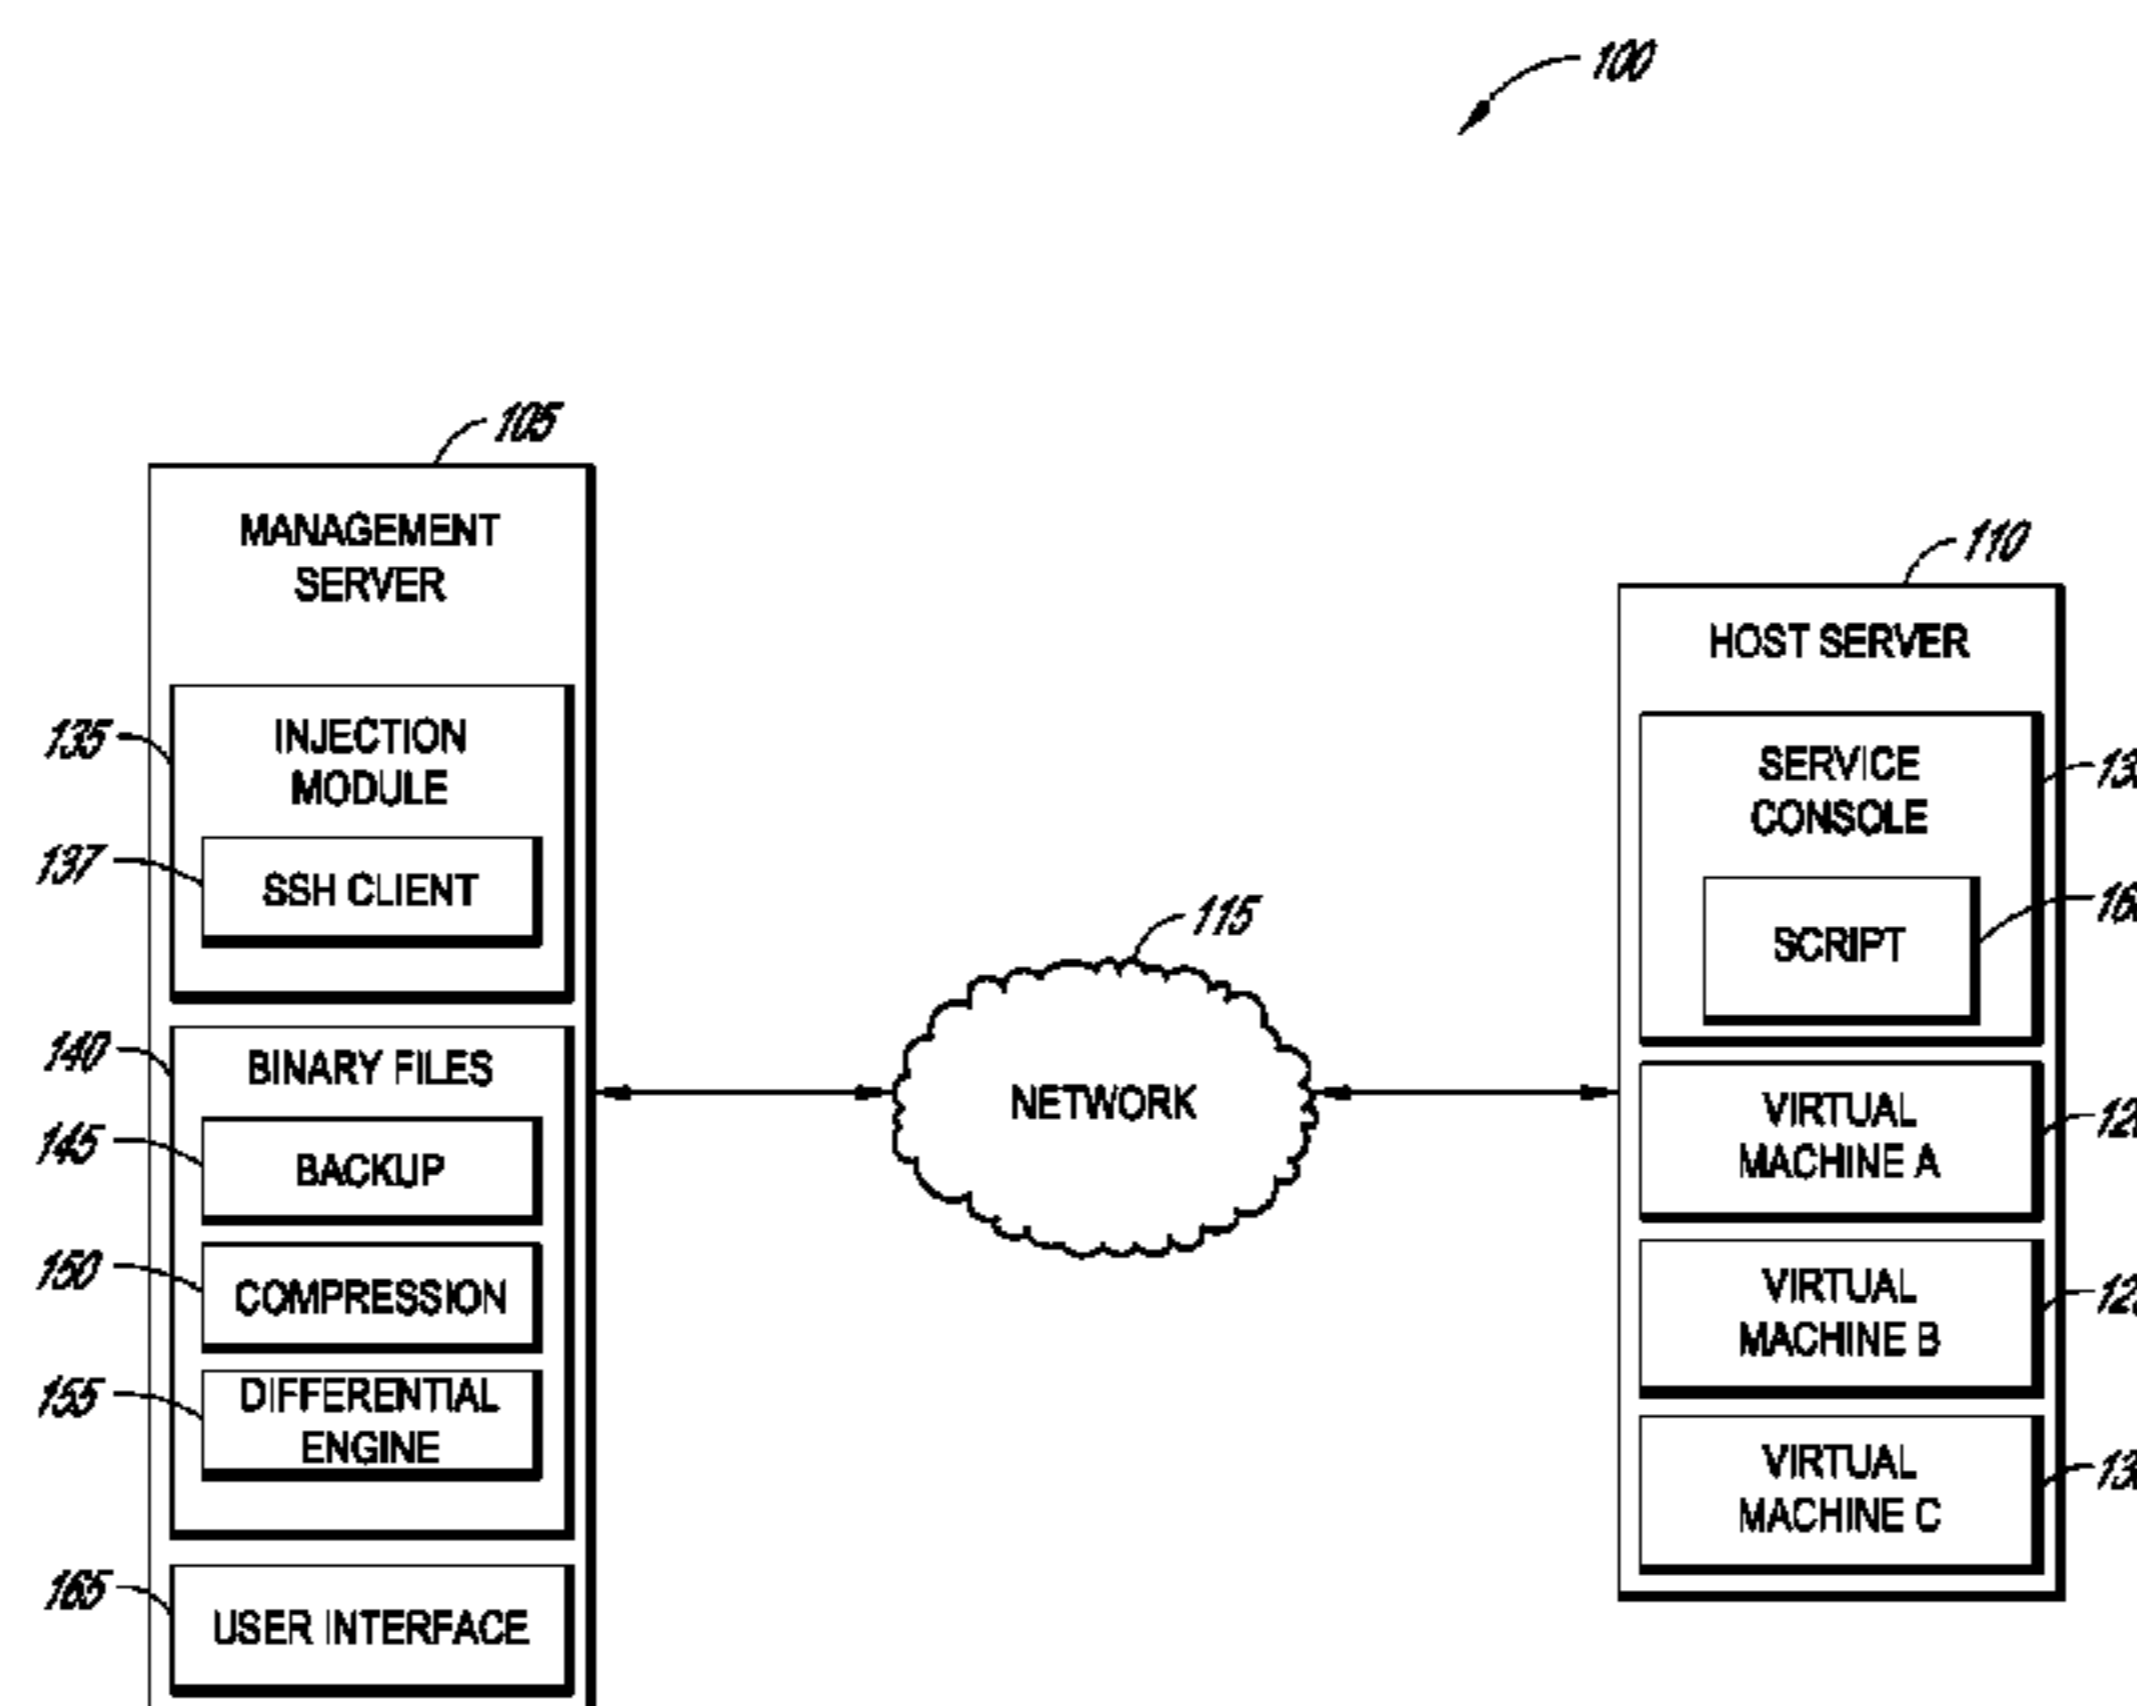 100
105
MANAGEMENT
SERVER
135
INJECTION
MODULE
137
SSH CLIENT
140
BINARY FILES
145
BACKUP
150
COMPRESSION
155
DIFFERENTIAL
ENGINE
165
USER INTERFACE
115
NETWORK
110
HOST SERVER
SERVICE
CONSOLE
SCRIPT
VIRTUAL
MACHINE A
VIRTUAL
MACHINE B
VIRTUAL
MACHINE C